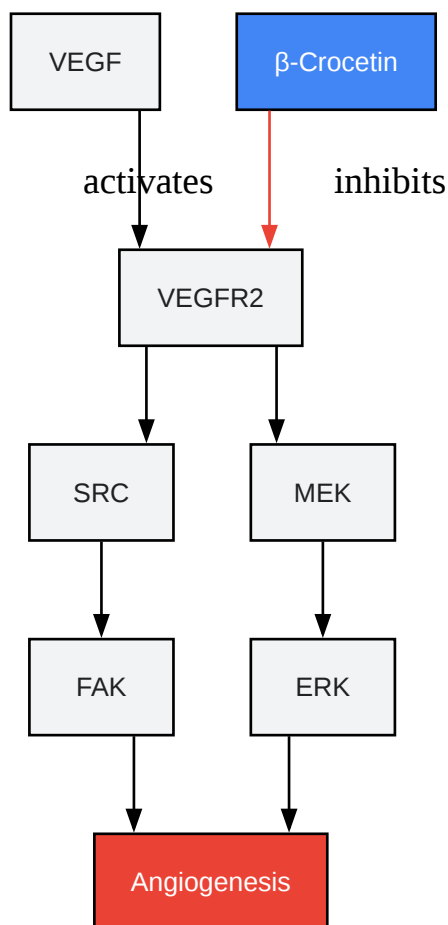 VEGF
β-Crocetin
activates
inhibits
VEGFR2
SRC
MEK
FAK
ERK
Angiogenesis